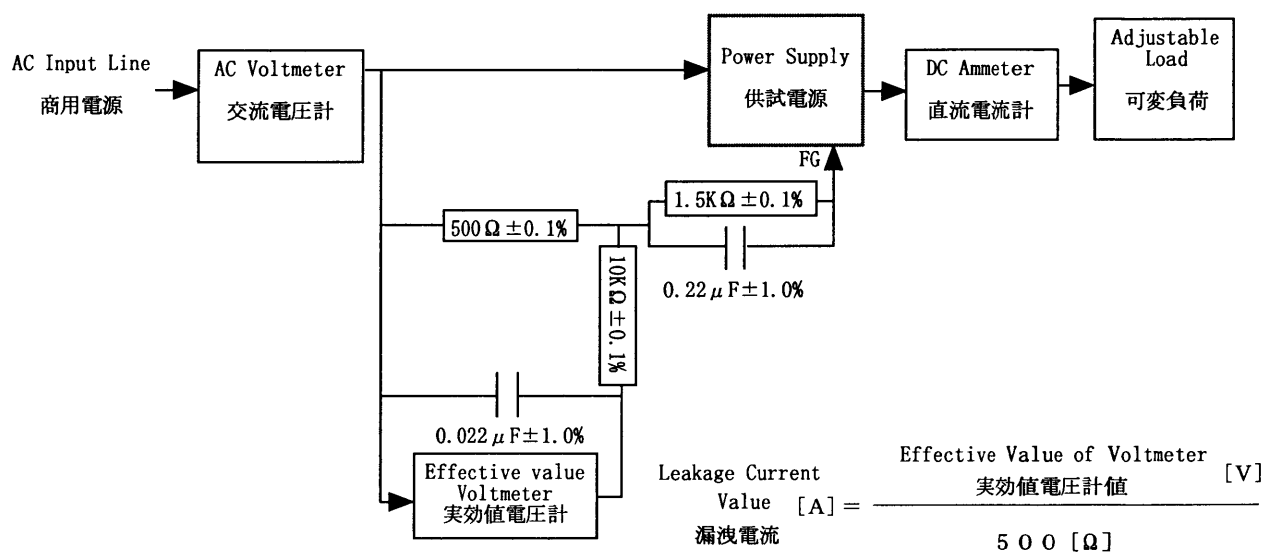 AC Input Line
商用電源
AC Voltmeter
交流電圧計
Power Supply
供試電源
FG
DC Ammeter
直流電流計
Adjustable
Load
可変負荷
500Ω±0.1%
1.5KΩ±0.1%
0.22μF±1.0%
10KΩ±0.1%
0.022μF±1.0%
Effective value
Voltmeter
実効値電圧計
Leakage Current
Value [A]=
漏洩電流
Effective Value of Voltmeter
実効値電圧計値 [V]
500[Ω]